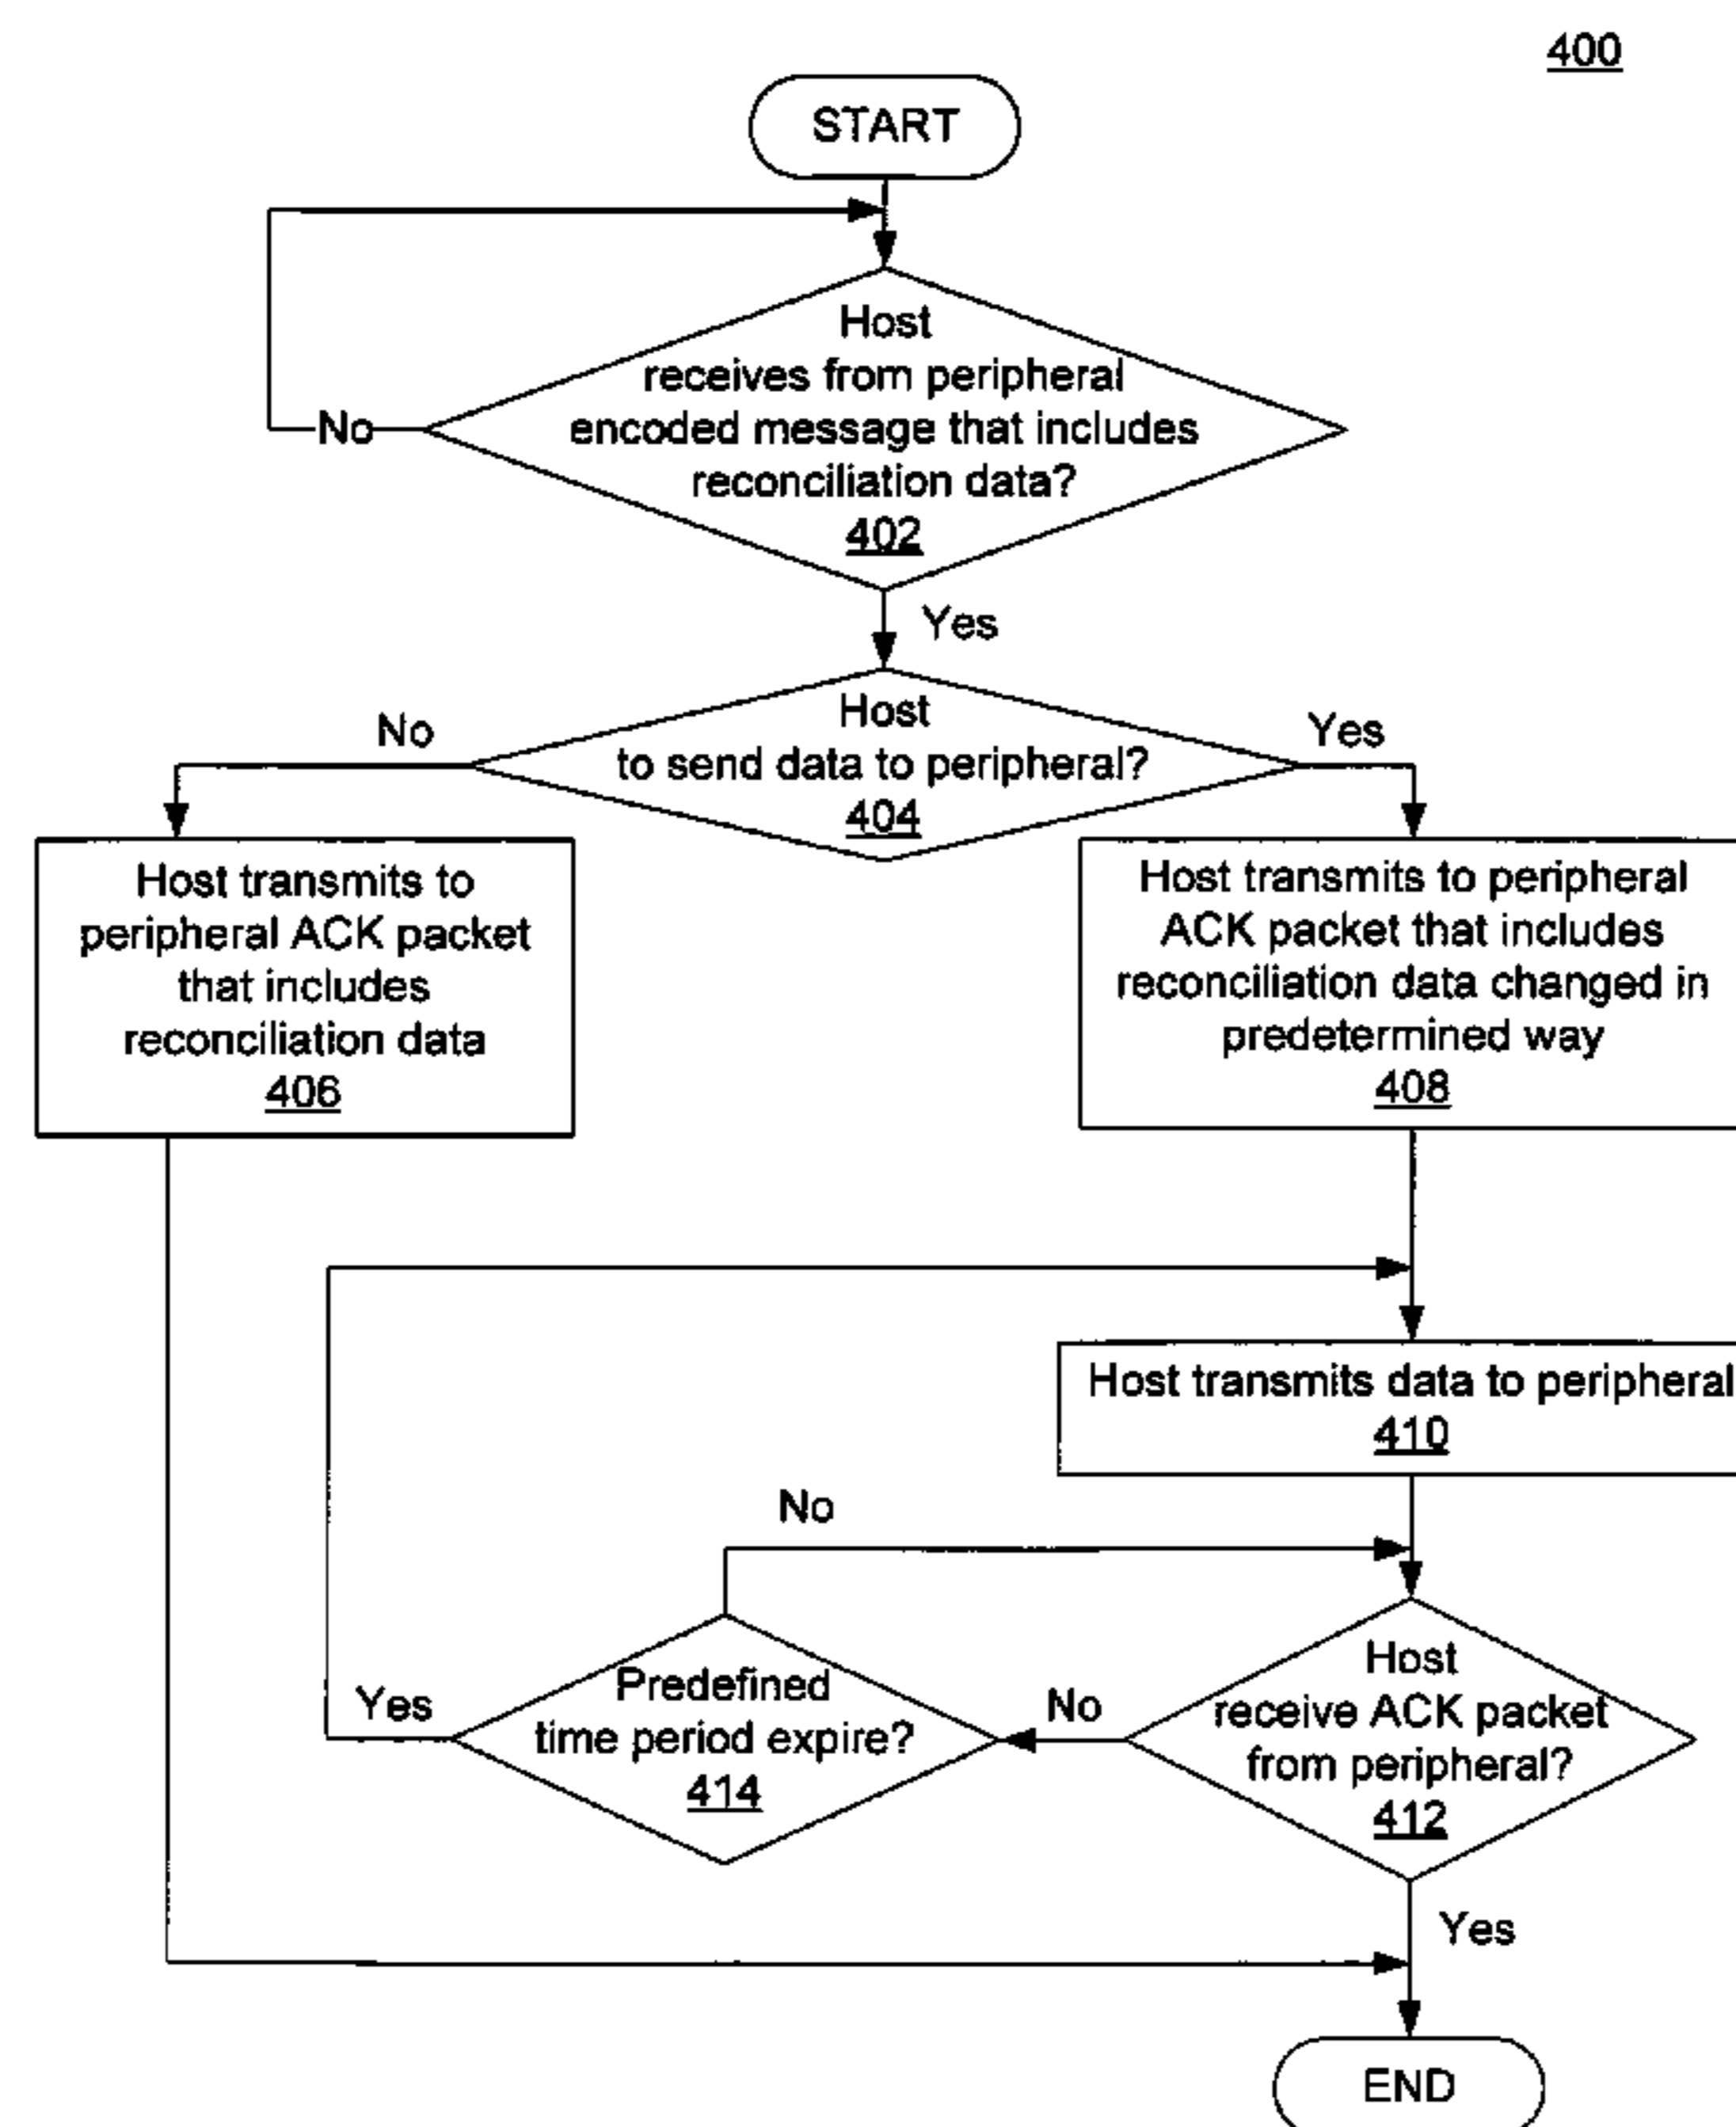 400
START
Host
receives from peripheral
encoded message that includes
reconciliation data?
402
No
Yes
Host
to send data to peripheral?
404
No
Yes
Host transmits to
peripheral ACK packet
that includes
reconciliation data
406
Host transmits to peripheral
ACK packet that includes
reconciliation data changed in
predetermined way
408
Host transmits data to peripheral
410
No
Predefined
time period expire?
414
Yes
No
Host
receive ACK packet
from peripheral?
412
Yes
END